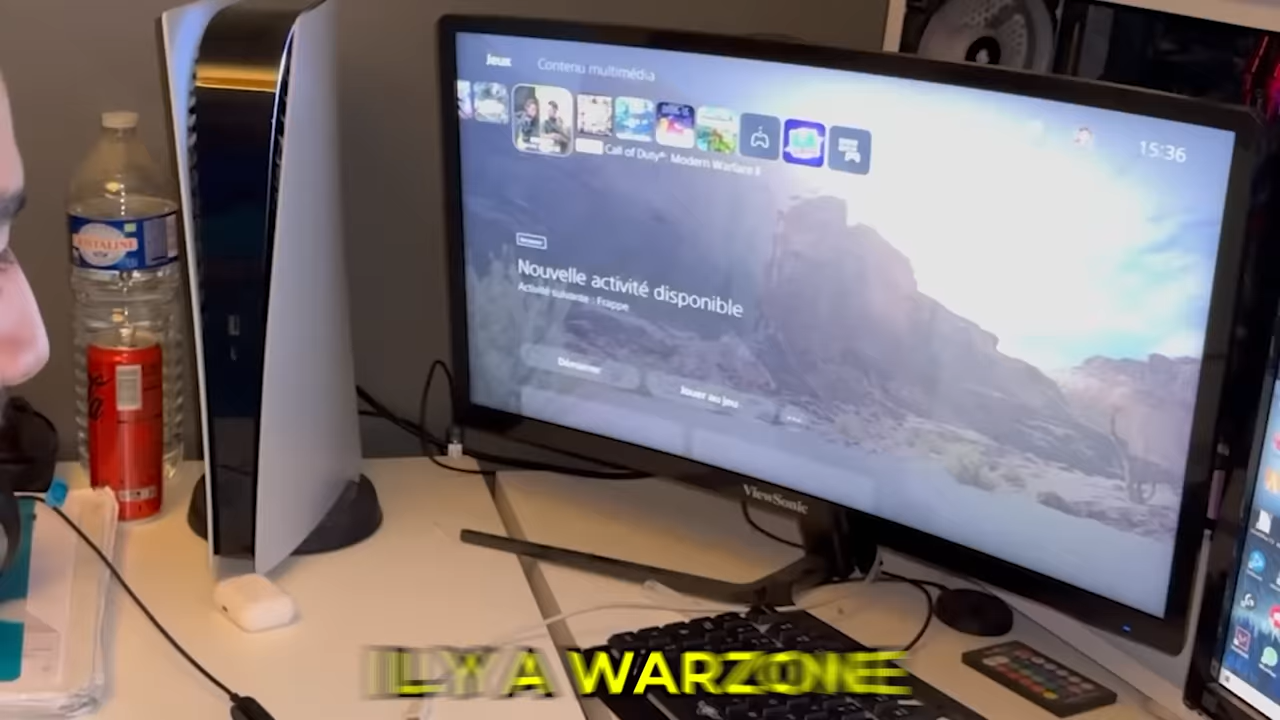 Jeux Contenu multimédia
15:36
Call of Duty®: Modern Warfare II
Nouvelle activité disponible
Activité suivante : Frappe
Démarrer
Jouer au jeu
CRISTALINE
ViewSonic
IL Y A WARZONE